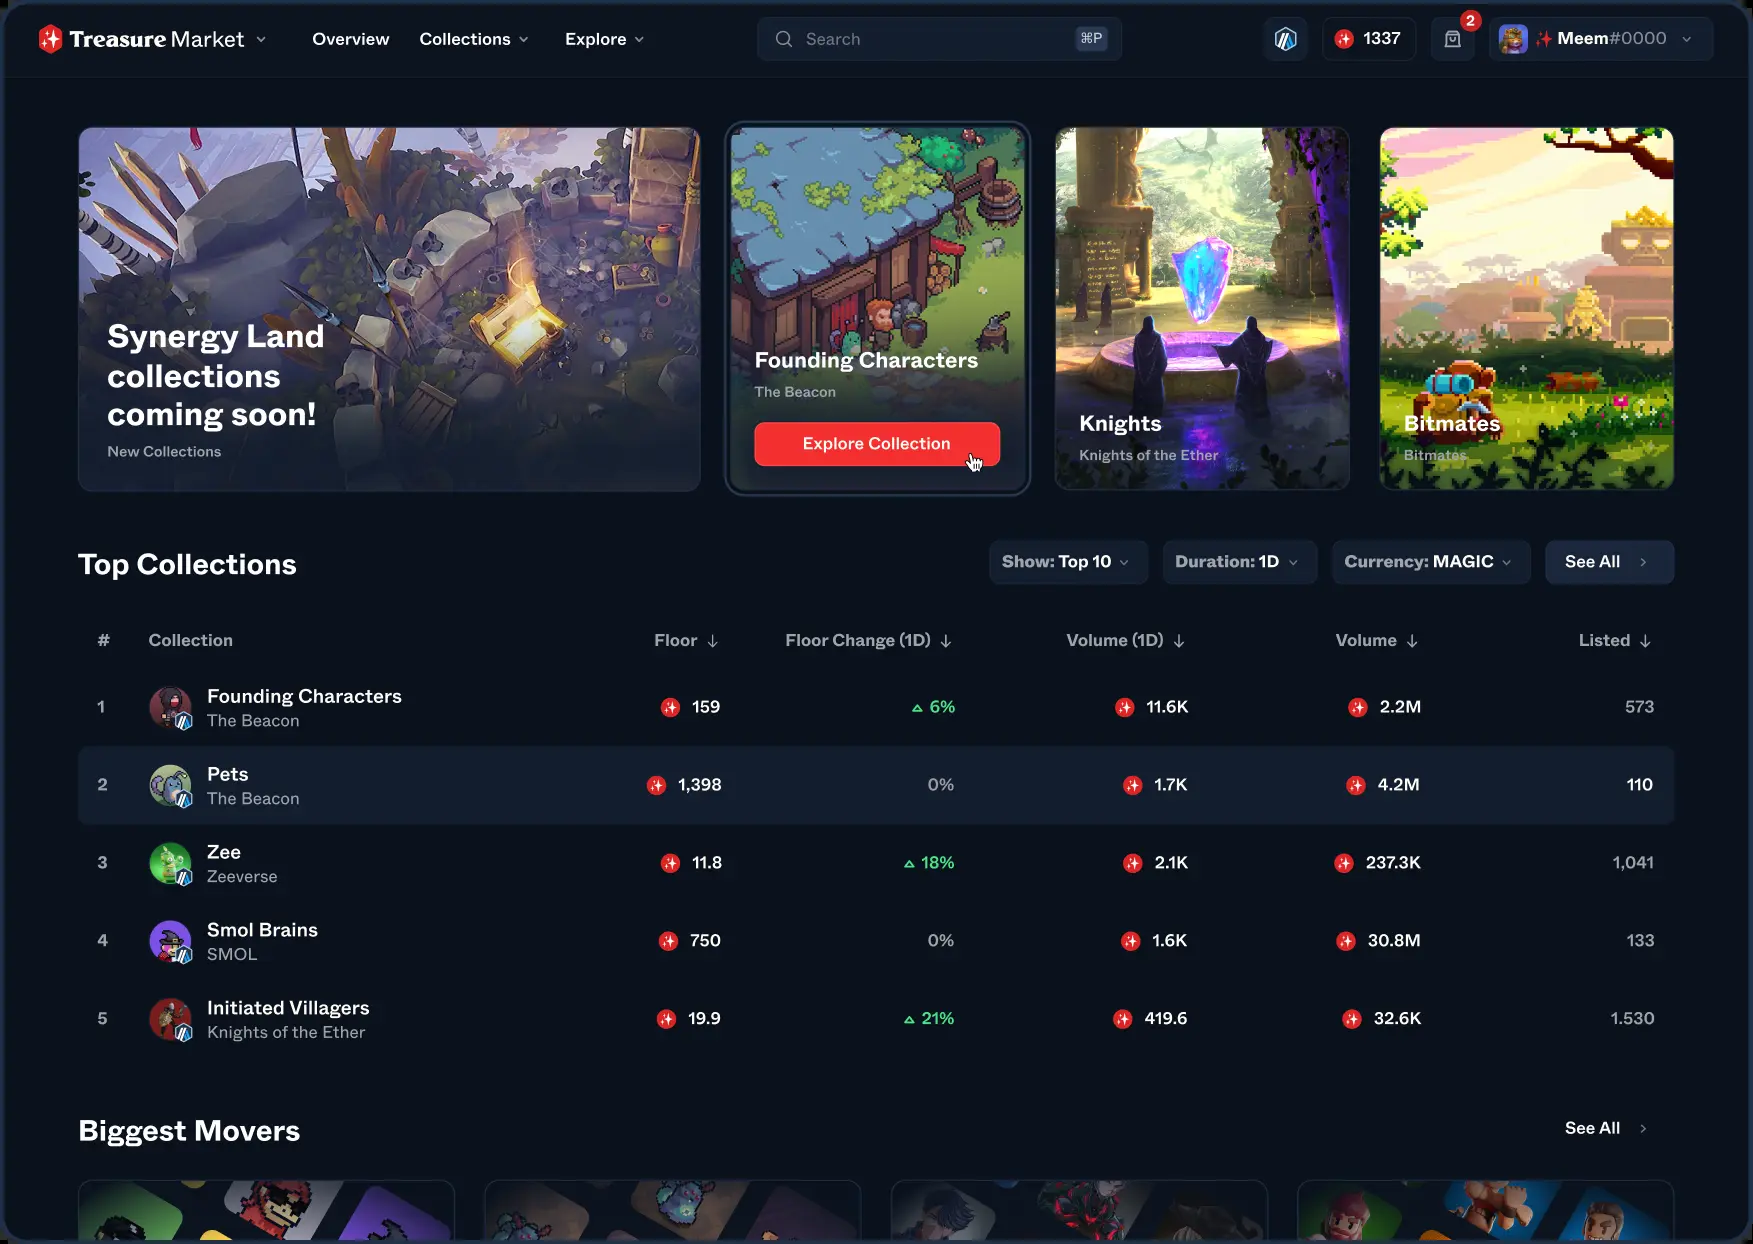 Treasure Market
Overview
Collections
Explore
Search
⌘P
1337
2
Meem#0000
Synergy Land
collections
coming soon!
New Collections
Founding Characters
The Beacon
Explore Collection
Knights
Knights of the Ether
Bitmates
Bitmates
Top Collections
Show: Top 10
Duration: 1D
Currency: MAGIC
See All
# Collection Floor Floor Change (1D) Volume (1D) Volume Listed
1 Founding Characters 159 6% 11.6K 2.2M 573
The Beacon
2 Pets 1,398 0% 1.7K 4.2M 110
The Beacon
3 Zee 11.8 18% 2.1K 237.3K 1,041
Zeeverse
4 Smol Brains 750 0% 1.6K 30.8M 133
SMOL
5 Initiated Villagers 19.9 21% 419.6 32.6K 1.530
Knights of the Ether
Biggest Movers
See All